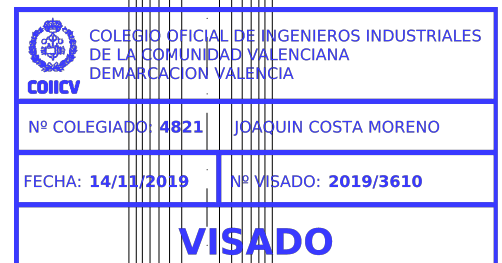 COLEGIO OFICIAL DE INGENIEROS INDUSTRIALES
DE LA COMUNIDAD VALENCIANA
DEMARCACION VALENCIA
COIICV
Nº COLEGIADO: 4821 JOAQUIN COSTA MORENO
FECHA: 14/11/2019 Nº VISADO: 2019/3610
VISADO